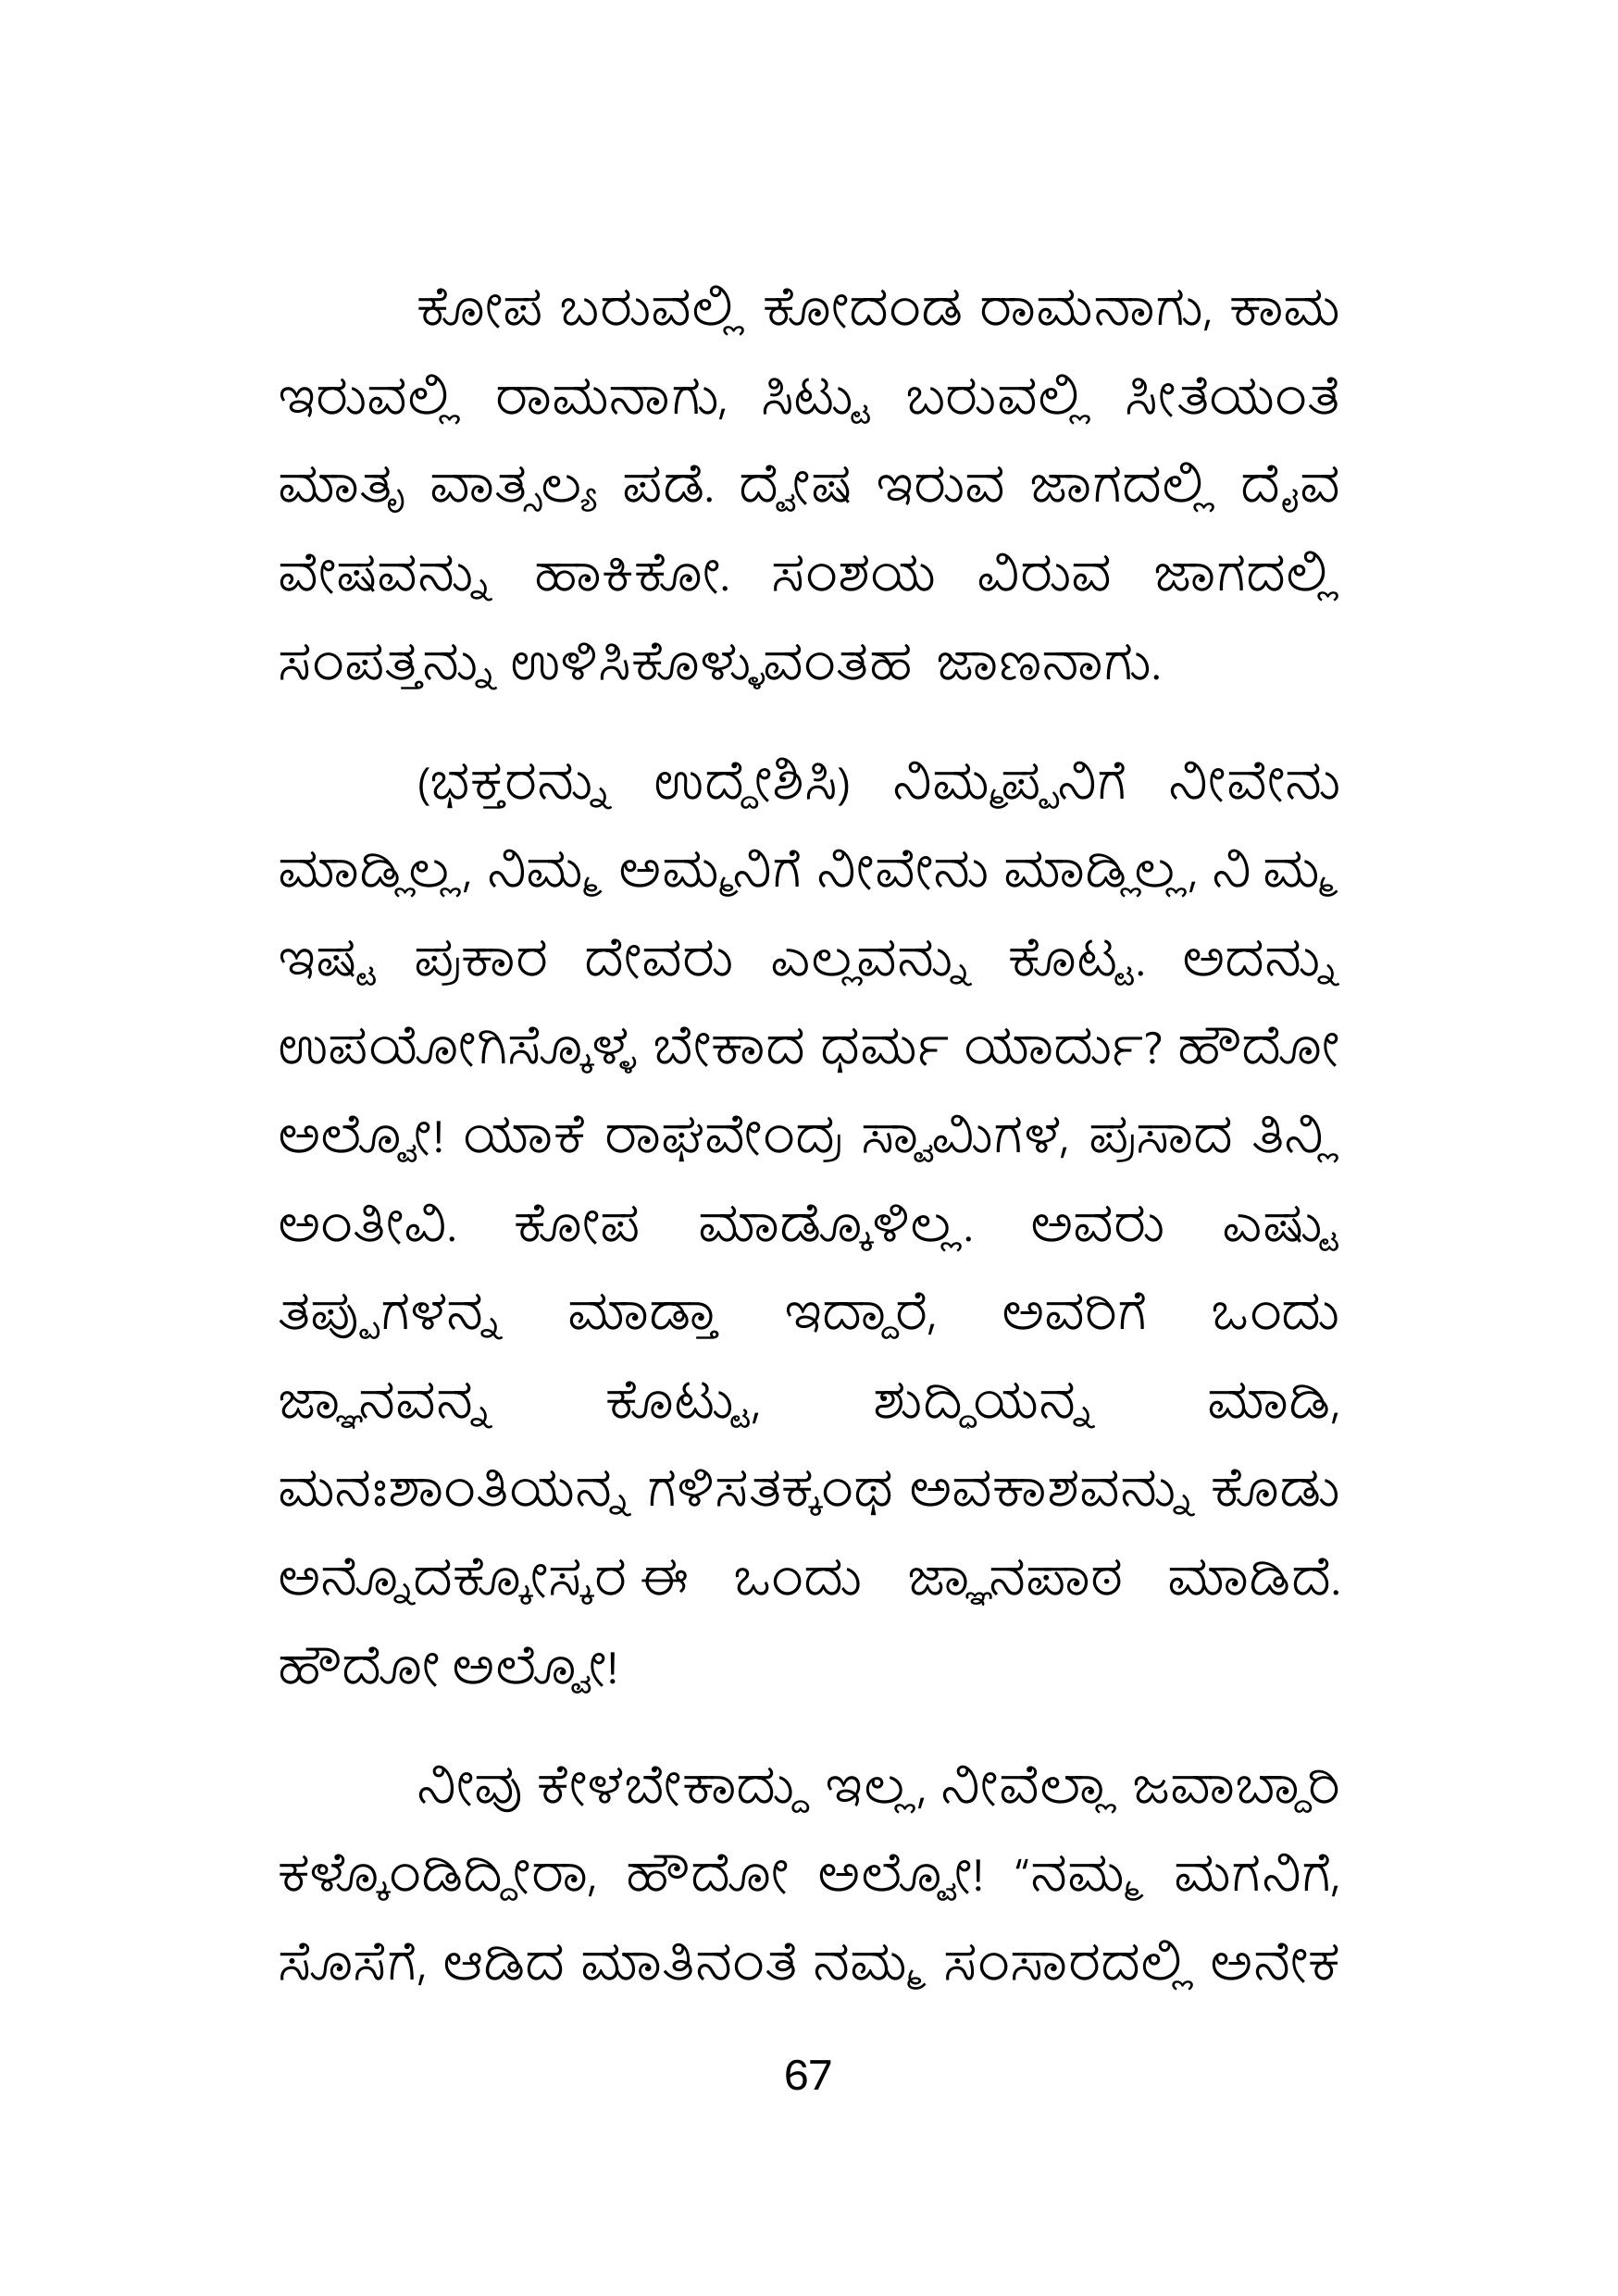 ಕೋಪ ಬರುವಲ್ಲಿ ಕೋದಂಡ ರಾಮನಾಗು, ಕಾಮ
ಇರುವಲ್ಲಿ ರಾಮನಾಗು, ಸಿಟ್ಟು ಬರುವಲ್ಲಿ ಸೀತೆಯಂತೆ
ಮಾತೃ ವಾತ್ಸಲ್ಯ ಪಡೆ. ದ್ವೇಷ ಇರುವ ಜಾಗದಲ್ಲಿ ದೈವ
ವೇಷವನ್ನು ಹಾಕಿಕೋ. ಸಂಶಯ ವಿರುವ ಜಾಗದಲ್ಲಿ
ಸಂಪತ್ತನ್ನು ಉಳಿಸಿಕೊಳ್ಳುವಂತಹ ಜಾಣನಾಗು.
(ಭಕ್ತರನ್ನು ಉದ್ದೇಶಿಸಿ) ನಿಮ್ಮಪ್ಪನಿಗೆ ನೀವೇನು
ಮಾಡ್ಲಿಲ್ಲ, ನಿಮ್ಮ ಅಮ್ಮನಿಗೆ ನೀವೇನು ಮಾಡ್ಲಿಲ್ಲ, ನಿ ಮ್ಮ
ಇಷ್ಟ ಪ್ರಕಾರ ದೇವರು ಎಲ್ಲವನ್ನು ಕೊಟ್ಟ. ಅದನ್ನು
ಉಪಯೋಗಿಸ್ಕೊಳ್ಳ ಬೇಕಾದ ಧರ್ಮ ಯಾರ್ದು? ಹೌದೋ
ಅಲ್ವೋ! ಯಾಕೆ ರಾಘವೇಂದ್ರ ಸ್ವಾಮಿಗಳ, ಪ್ರಸಾದ ತಿನ್ಲಿ
ಅಂತೀವಿ. ಕೋಪ ಮಾಡ್ಕೊಳಿಲ್ಲ. ಅವರು ಎಷ್ಟು
ತಪ್ಪುಗಳನ್ನ ಮಾಡ್ತಾ ಇದ್ದಾರೆ, ಅವರಿಗೆ ಒಂದು
ಜ್ಞಾನವನ್ನ ಕೊಟ್ಟು, ಶುದ್ಧಿಯನ್ನ ಮಾಡಿ,
ಮನಃಶಾಂತಿಯನ್ನ ಗಳಿಸತಕ್ಕಂಥ ಅವಕಾಶವನ್ನು ಕೊಡು
ಅನ್ನೊದಕ್ಕೋಸ್ಕರ ಈ ಒಂದು ಜ್ಞಾನಪಾಠ ಮಾಡಿದೆ.
ಹೌದೋ ಅಲ್ವೋ!
ನೀವು ಕೇಳಬೇಕಾದ್ದು ಇಲ್ಲ, ನೀವೆಲ್ಲಾ ಜವಾಬ್ದಾರಿ
ಕಳ್ಕೊಂಡಿದ್ದೀರಾ, ಹೌದೋ ಅಲ್ವೋ! “ನಮ್ಮ ಮಗನಿಗೆ,
ಸೊಸೆಗೆ, ಆಡಿದ ಮಾತಿನಂತೆ ನಮ್ಮ ಸಂಸಾರದಲ್ಲಿ ಅನೇಕ
67